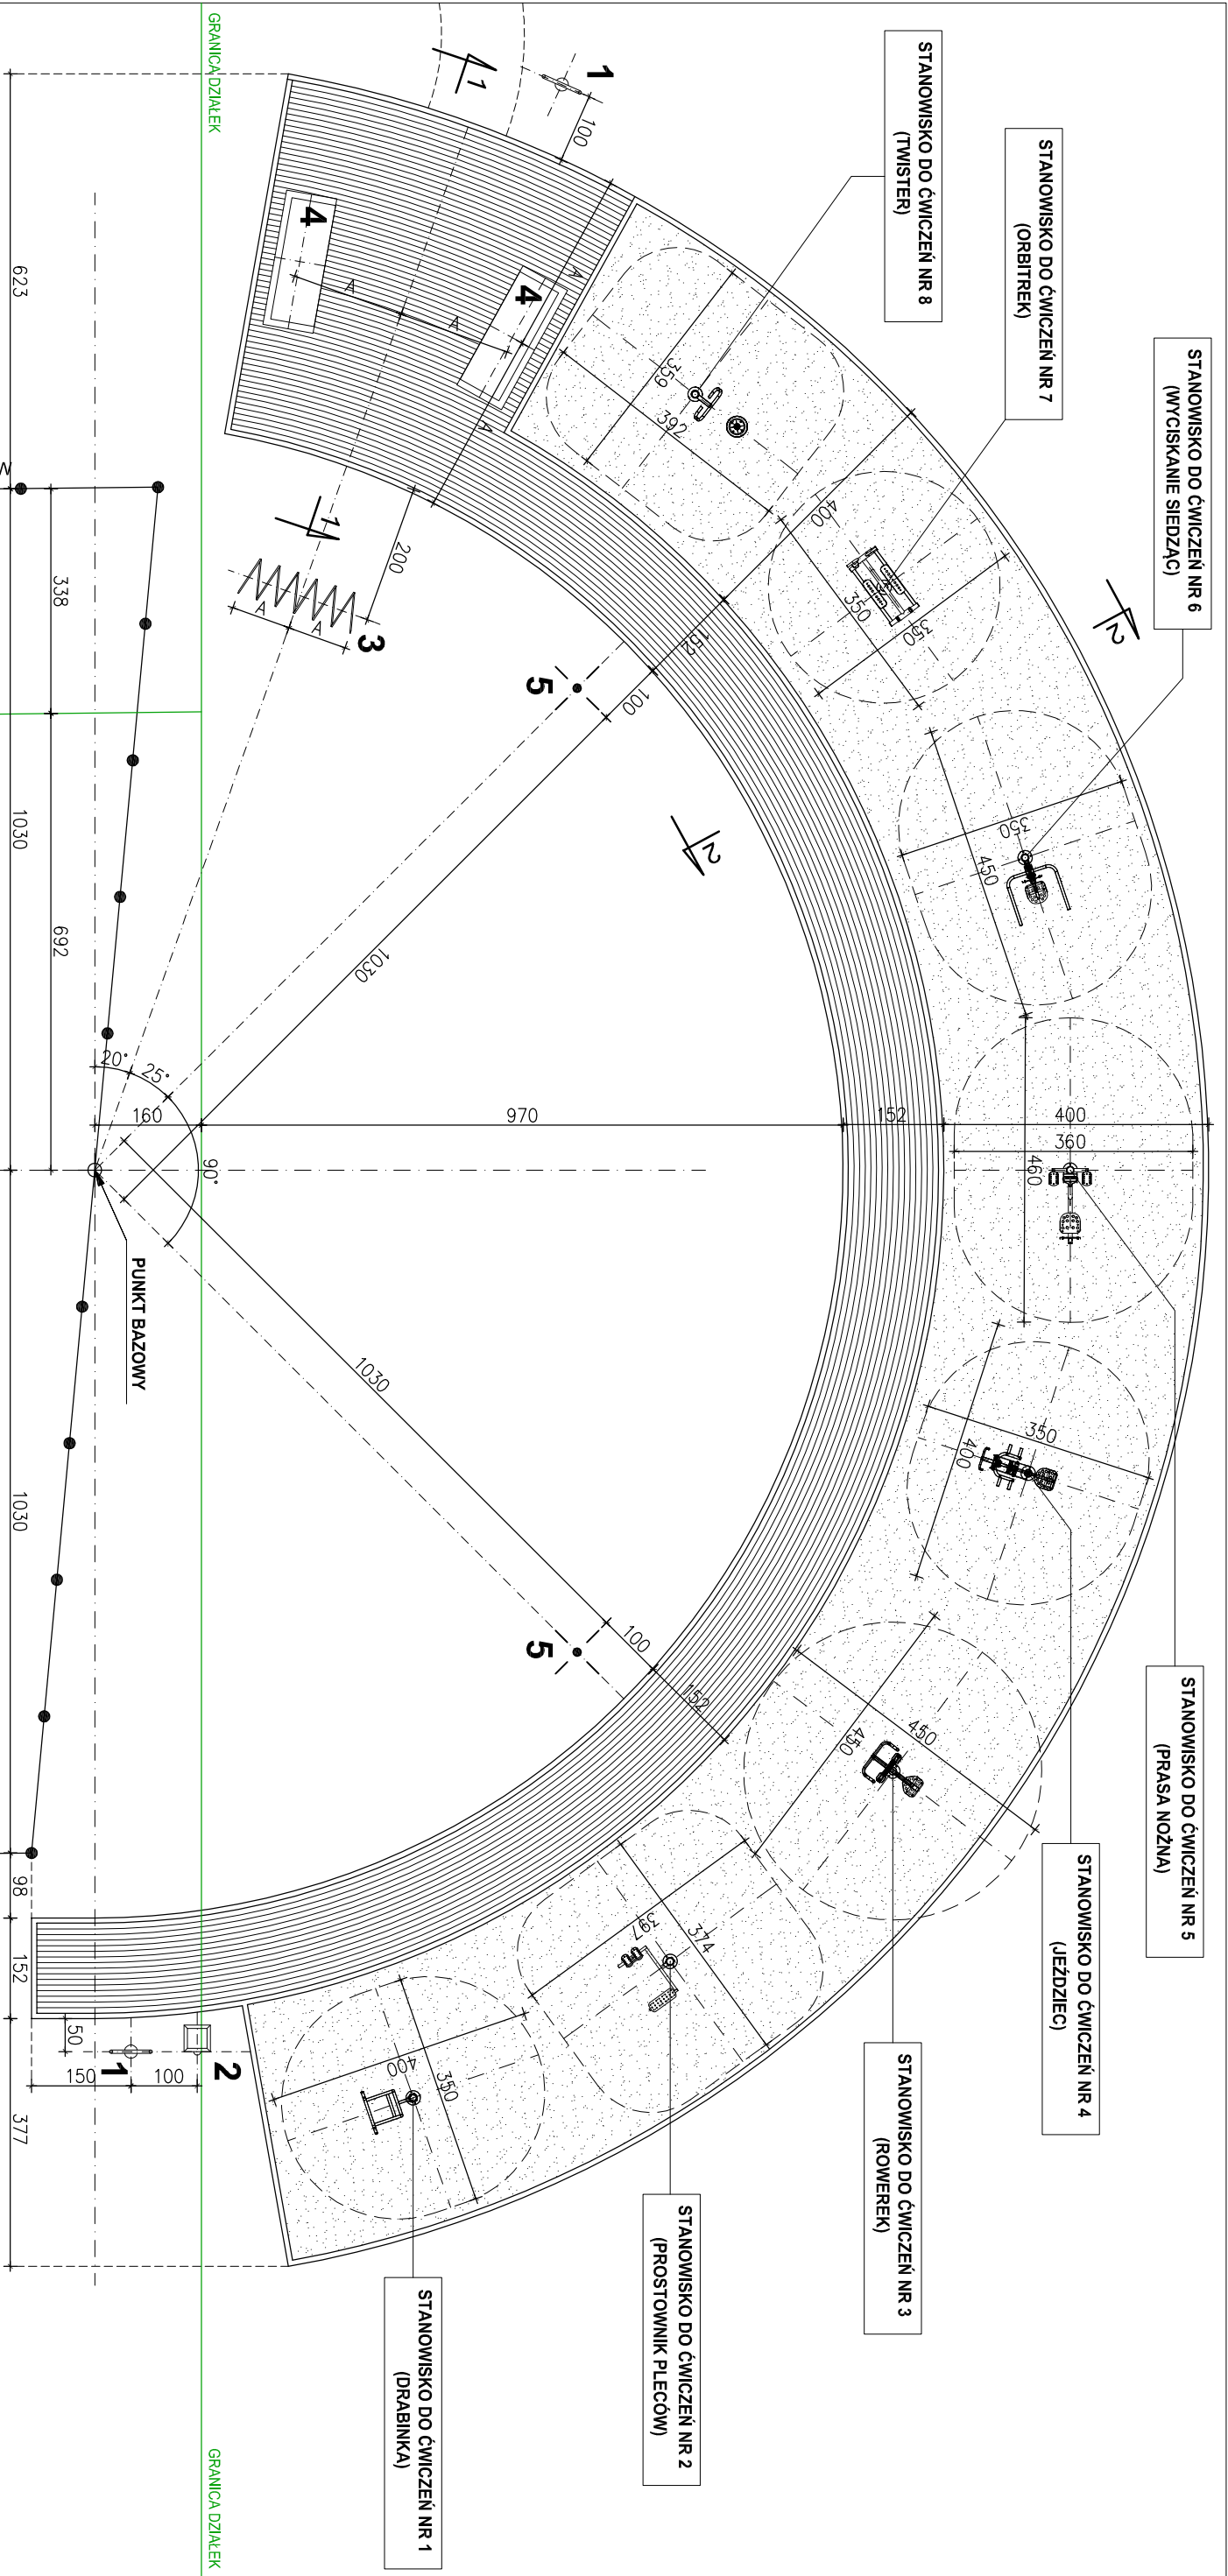 GRANICA DZIAŁEK
GRANICA DZIAŁEK
STANOWISKO DO ĆWICZEŃ NR 8
(TWISTER)
STANOWISKO DO ĆWICZEŃ NR 7
(ORBITREK)
STANOWISKO DO ĆWICZEŃ NR 6
(WYCISKANIE SIEDZĄC)
STANOWISKO DO ĆWICZEŃ NR 5
(PRASA NOŻNA)
STANOWISKO DO ĆWICZEŃ NR 4
(JEŹDZIEC)
STANOWISKO DO ĆWICZEŃ NR 3
(ROWEREK)
STANOWISKO DO ĆWICZEŃ NR 2
(PROSTOWNIK PLECÓW)
STANOWISKO DO ĆWICZEŃ NR 1
(DRABINKA)
PUNKT BAZOWY
1
1
1
1
2
2
2
3
4
4
5
5
A
A
A
A
A
A
100
359
392
400
350
350
350
450
400
360
460
350
400
450
450
374
397
400
350
152
100
1030
200
970
152
160
20°
25°
90°
1030
100
152
50
150
100
338
692
623
1030
1030
98
152
377